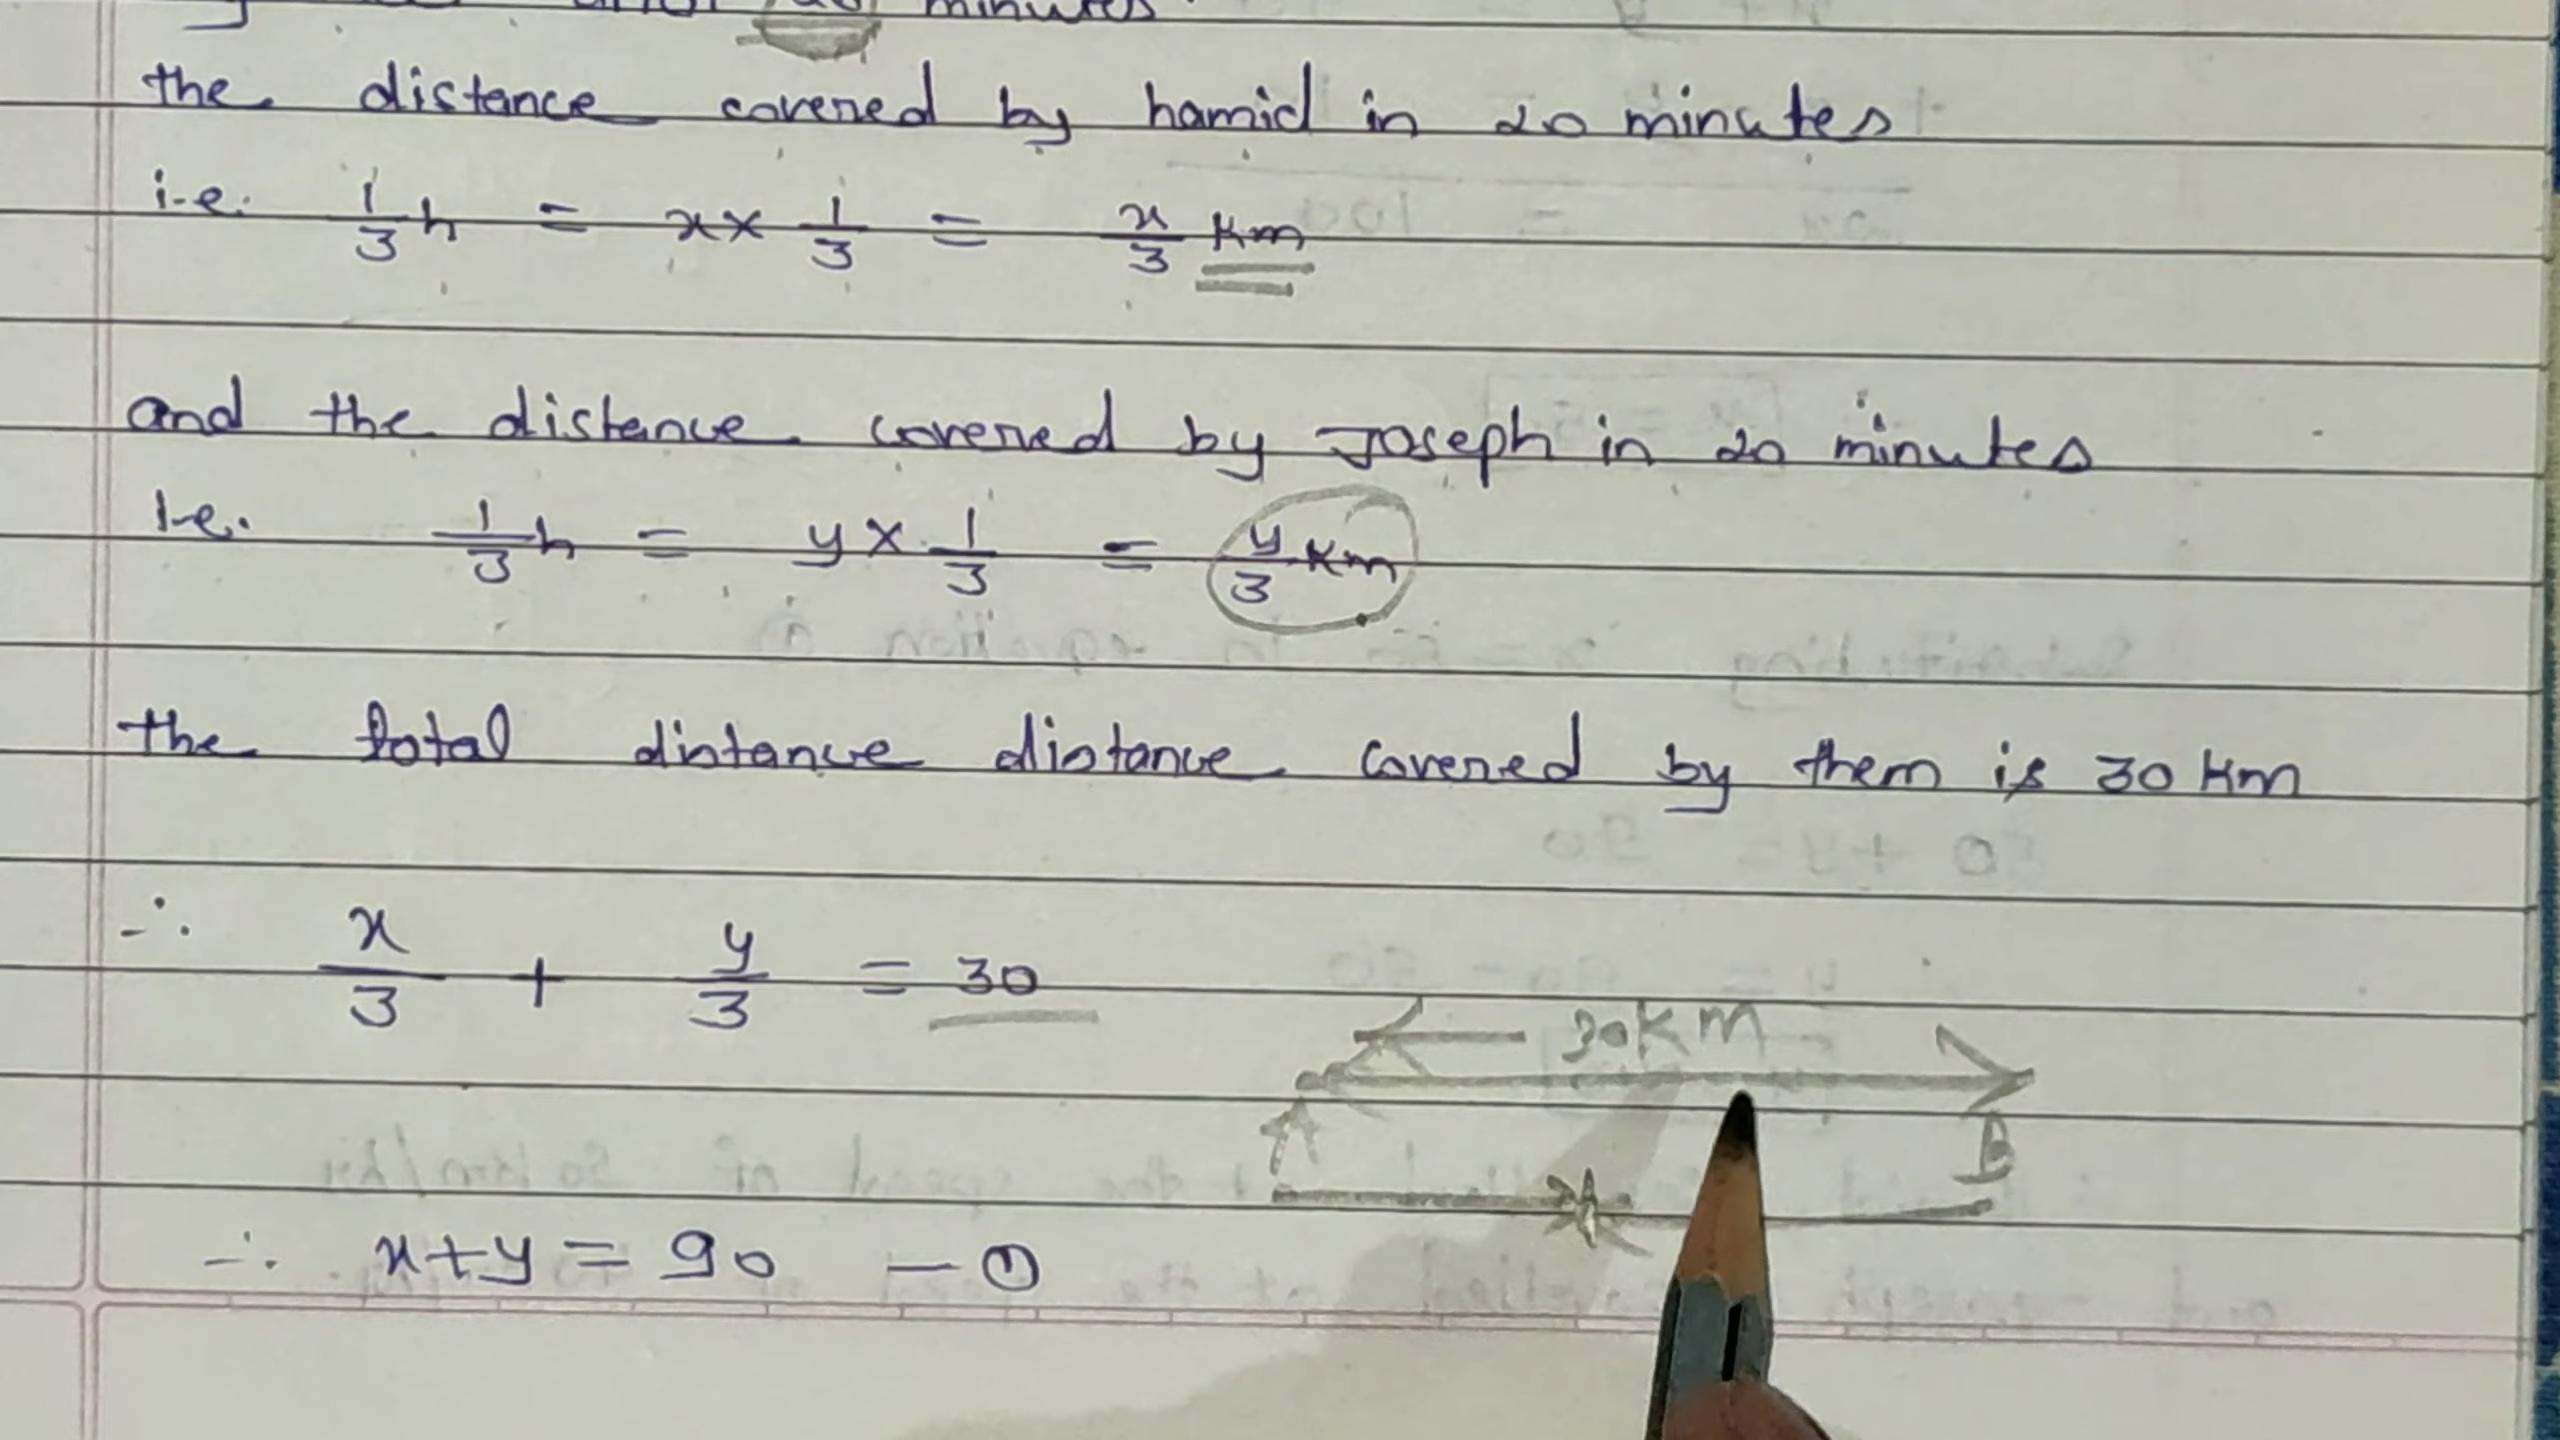 minutes.
the distance covered by hamid in 20 minutes
i.e. 1/3 h = x × 1/3 = x/3 km
and the distance covered by Joseph in 20 minutes
i.e. 1/3 h = y × 1/3 = y/3 km
the total distance distance covered by them is 30 km
∴ x/3 + y/3 = 30
30 km
A B
∴ x + y = 90 — ①